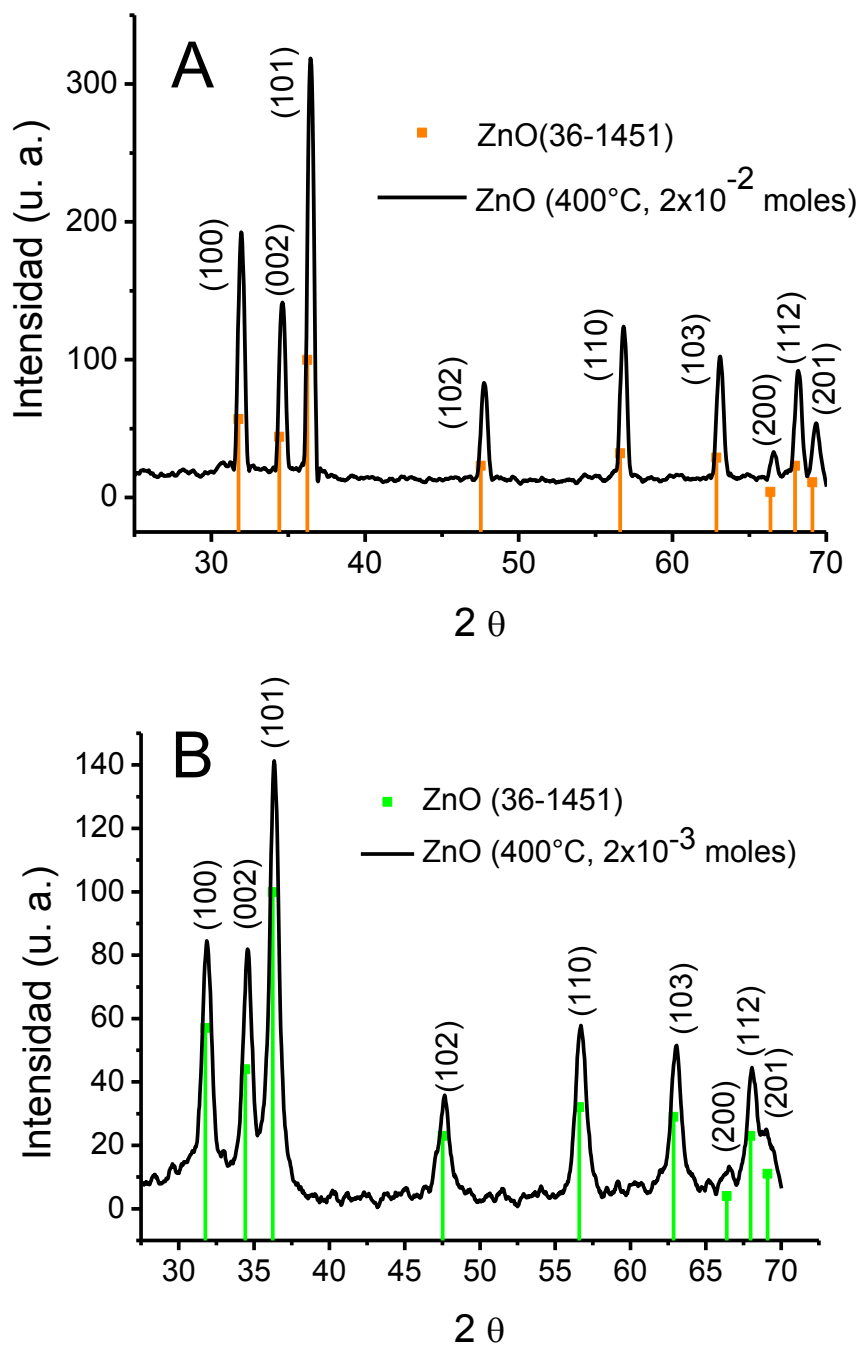 A
(100)
(002)
(101)
(102)
(110)
(103)
(200)
(112)
(201)
ZnO(36-1451)
ZnO (400°C, 2x10⁻² moles)
Intensidad (u. a.)
300
200
100
0
30 40 50 60 70
2 θ
B
(100)
(002)
(101)
(102)
(110)
(103)
(200)
(112)
(201)
ZnO (36-1451)
ZnO (400°C, 2x10⁻³ moles)
Intensidad (u. a.)
140
120
100
80
60
40
20
0
30 35 40 45 50 55 60 65 70
2 θ